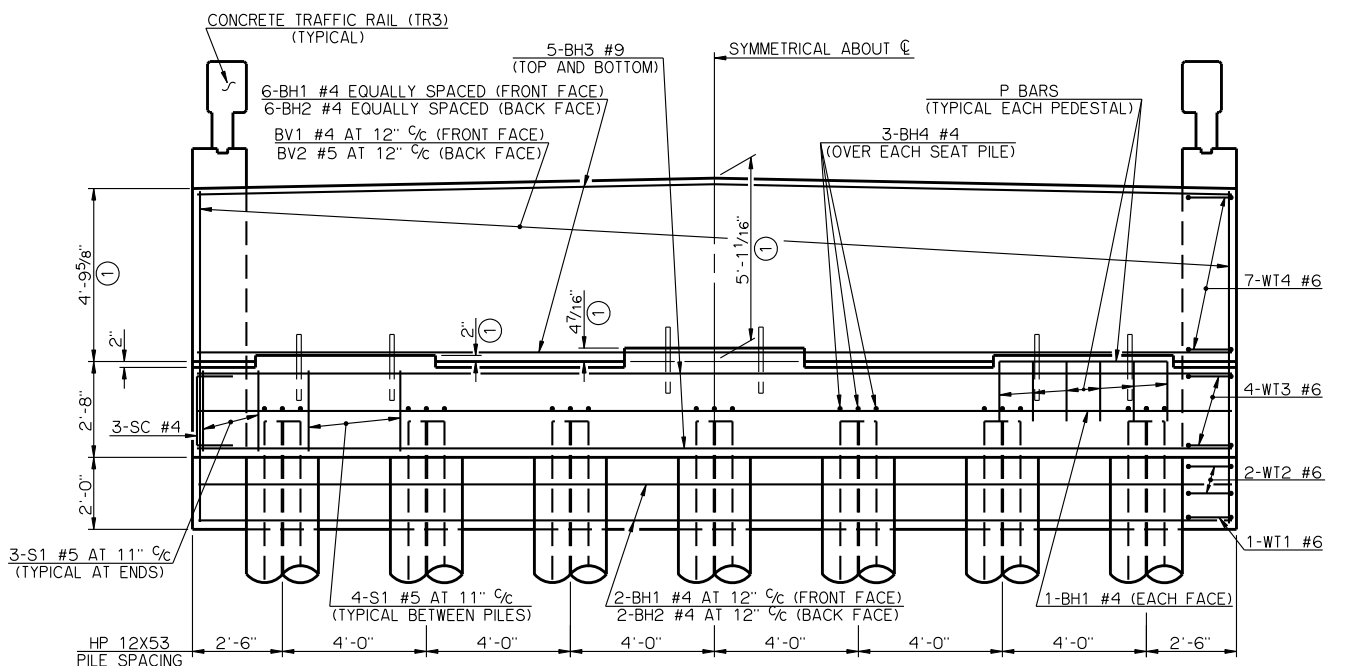 CONCRETE TRAFFIC RAIL (TR3)
(TYPICAL)
5-BH3 #9
(TOP AND BOTTOM)
SYMMETRICAL ABOUT ℄
6-BH1 #4 EQUALLY SPACED (FRONT FACE)
6-BH2 #4 EQUALLY SPACED (BACK FACE)
P BARS
(TYPICAL EACH PEDESTAL)
BV1 #4 AT 12" C/c (FRONT FACE)
BV2 #5 AT 12" C/c (BACK FACE)
3-BH4 #4
(OVER EACH SEAT PILE)
4'-9⅝"
1
5'-1 1/16"
1
7-WT4 #6
2"
2"
1
4 7/16"
1
2'-8"
4-WT3 #6
3-SC #4
2'-0"
2-WT2 #6
3-S1 #5 AT 11" C/c
(TYPICAL AT ENDS)
1-WT1 #6
4-S1 #5 AT 11" C/c
(TYPICAL BETWEEN PILES)
2-BH1 #4 AT 12" C/c (FRONT FACE)
2-BH2 #4 AT 12" C/c (BACK FACE)
1-BH1 #4 (EACH FACE)
HP 12X53
PILE SPACING
2'-6"
4'-0"
4'-0"
4'-0"
4'-0"
4'-0"
4'-0"
2'-6"